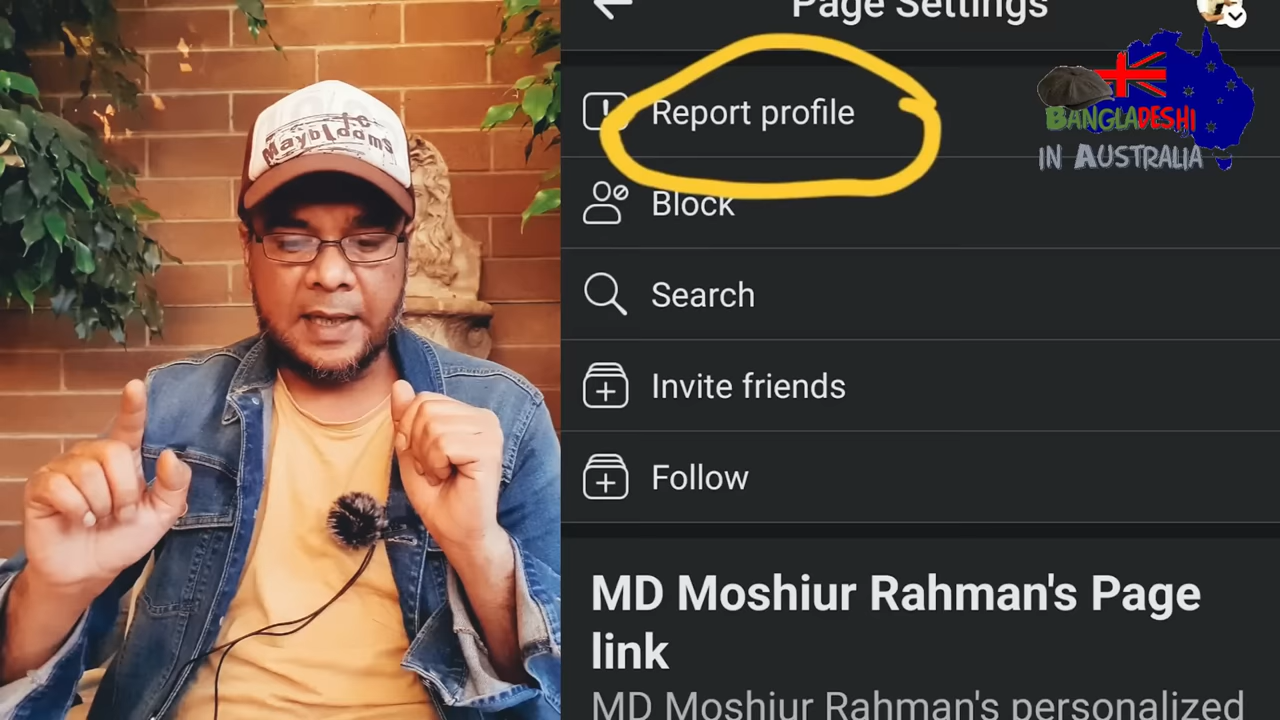 Page Settings
Report profile
Block
Search
Invite friends
Follow
MD Moshiur Rahman's Page
link
MD Moshiur Rahman's personalized
BANGLADESHI
IN AUSTRALIA
Mayblooms